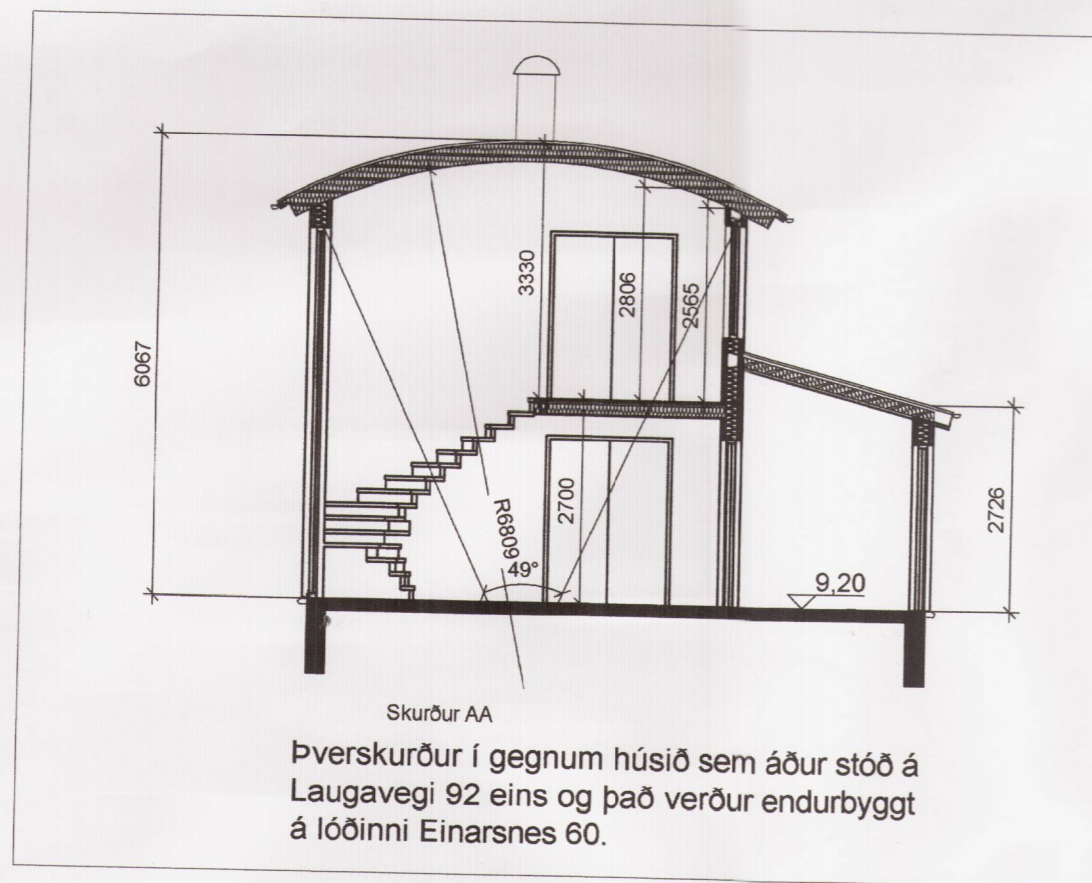 6067
3330
2806
2565
2700
R6809
49°
9,20
2726
Skurður AA
Þverskurður í gegnum húsið sem áður stóð á
Laugavegi 92 eins og það verður endurbyggt
á lóðinni Einarsnes 60.